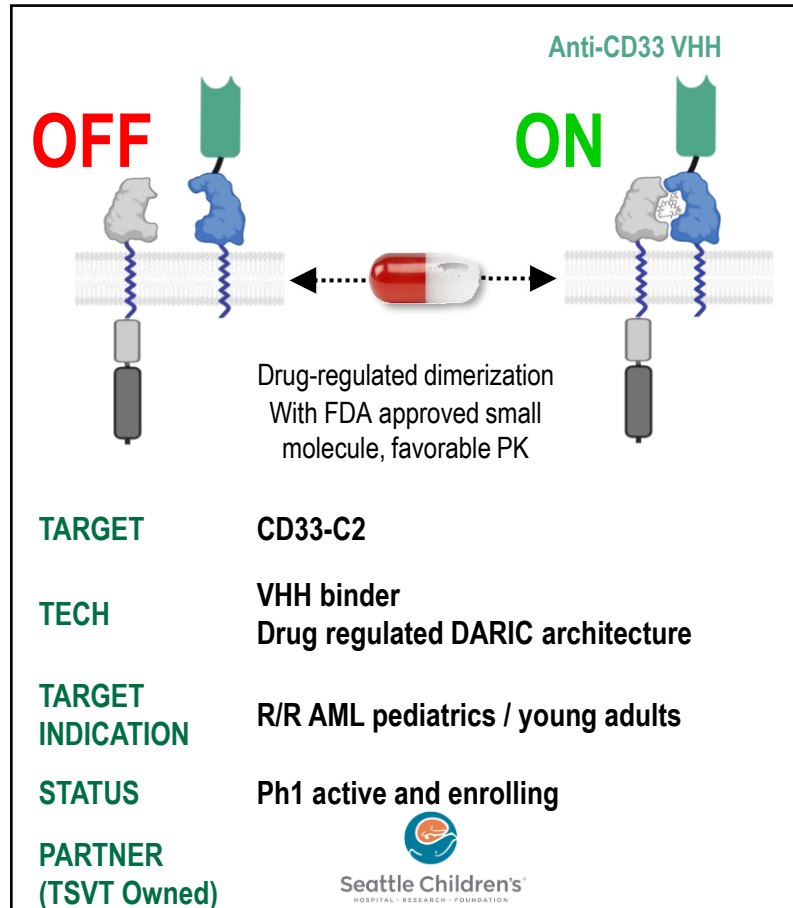 Anti-CD33 VHH
OFF
ON
Drug-regulated dimerization
With FDA approved small
molecule, favorable PK
TARGET
CD33-C2
TECH
VHH binder
Drug regulated DARIC architecture
TARGET
INDICATION
R/R AML pediatrics / young adults
STATUS
Ph1 active and enrolling
PARTNER
(TSVT Owned)
Seattle Children's
HOSPITAL • RESEARCH • FOUNDATION